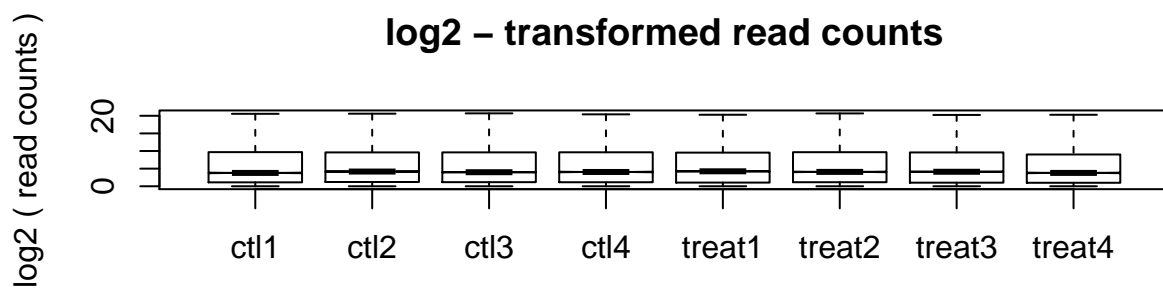 log2 – transformed read counts
log2 ( read counts )
20
0
ctl1 ctl2 ctl3 ctl4 treat1 treat2 treat3 treat4